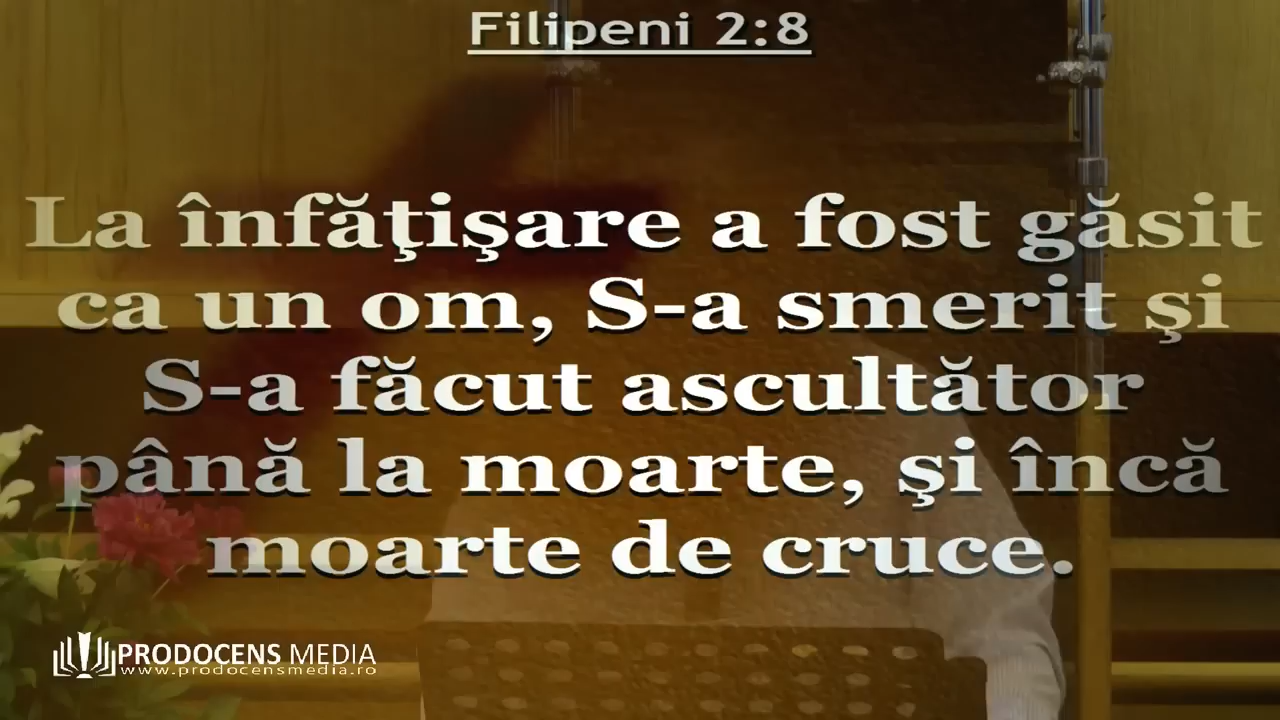 Filipeni 2:8
La înfăţişare a fost găsit
ca un om, S-a smerit şi
S-a făcut ascultător
până la moarte, şi încă
moarte de cruce.
PRODOCENS MEDIA
www.prodocensmedia.ro